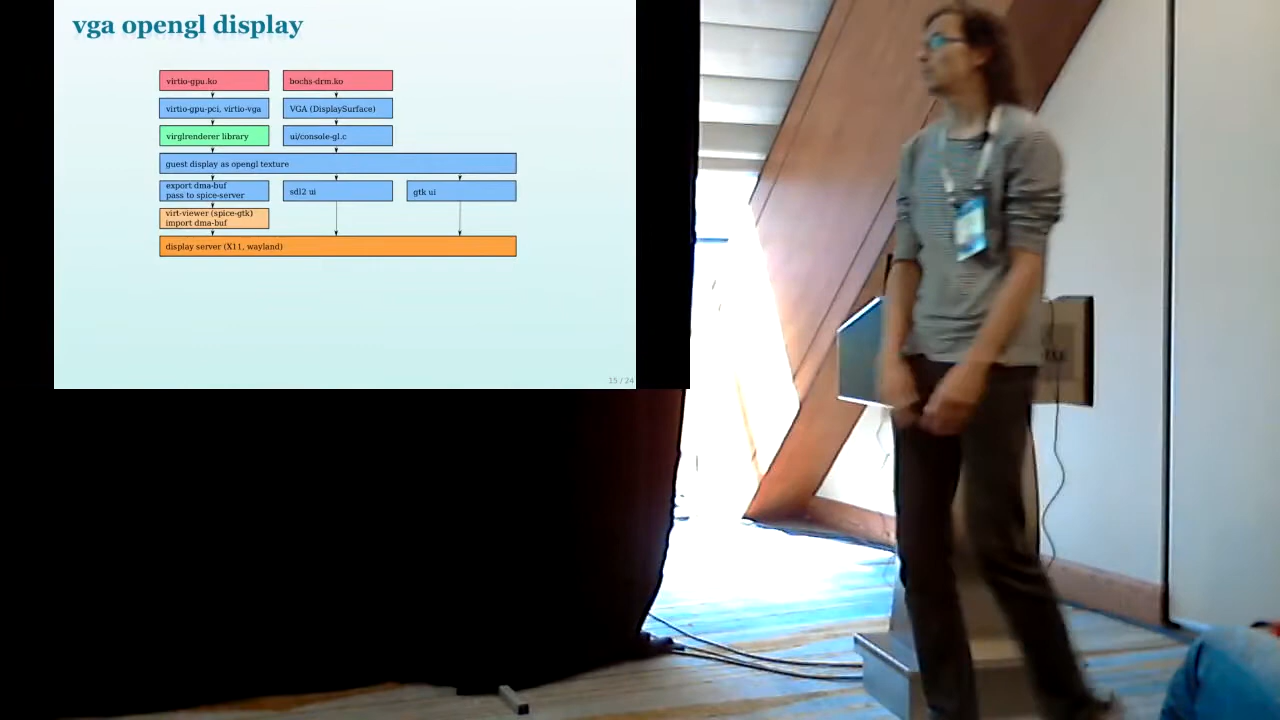 vga opengl display
virtio-gpu.ko
bochs-drm.ko
virtio-gpu-pci, virtio-vga
VGA (DisplaySurface)
virglrenderer library
ui/console-gl.c
guest display as opengl texture
export dma-buf
pass to spice-server
sdl2 ui
gtk ui
virt-viewer (spice-gtk)
import dma-buf
display server (X11, wayland)
15 / 24